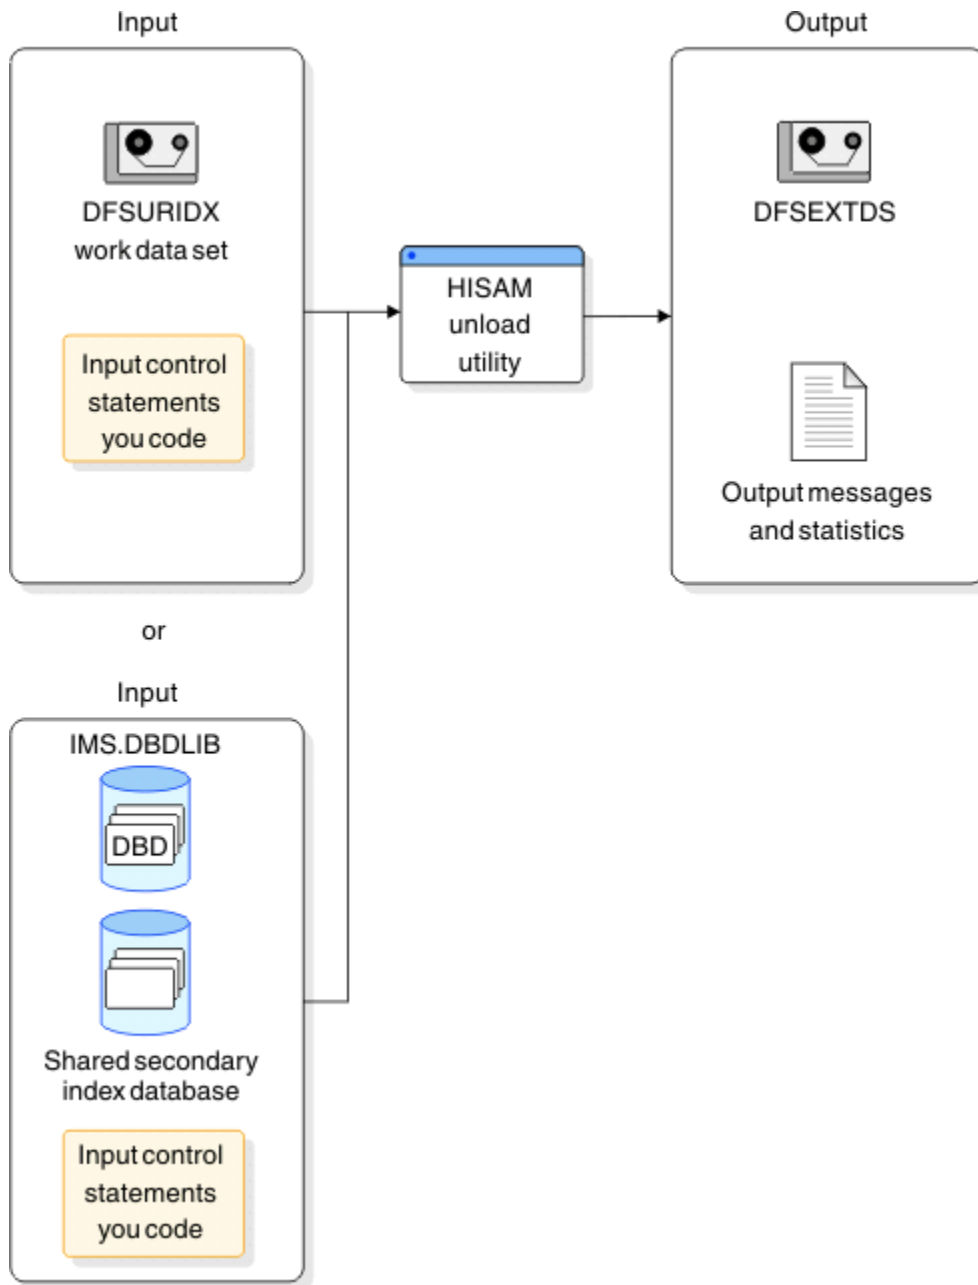 Input
DFSURIDX
work data set
Input control
statements
you code
HISAM
unload
utility
Output
DFSEXTDS
Output messages
and statistics
or
Input
IMS.DBDLIB
DBD
Shared secondary
index database
Input control
statements
you code